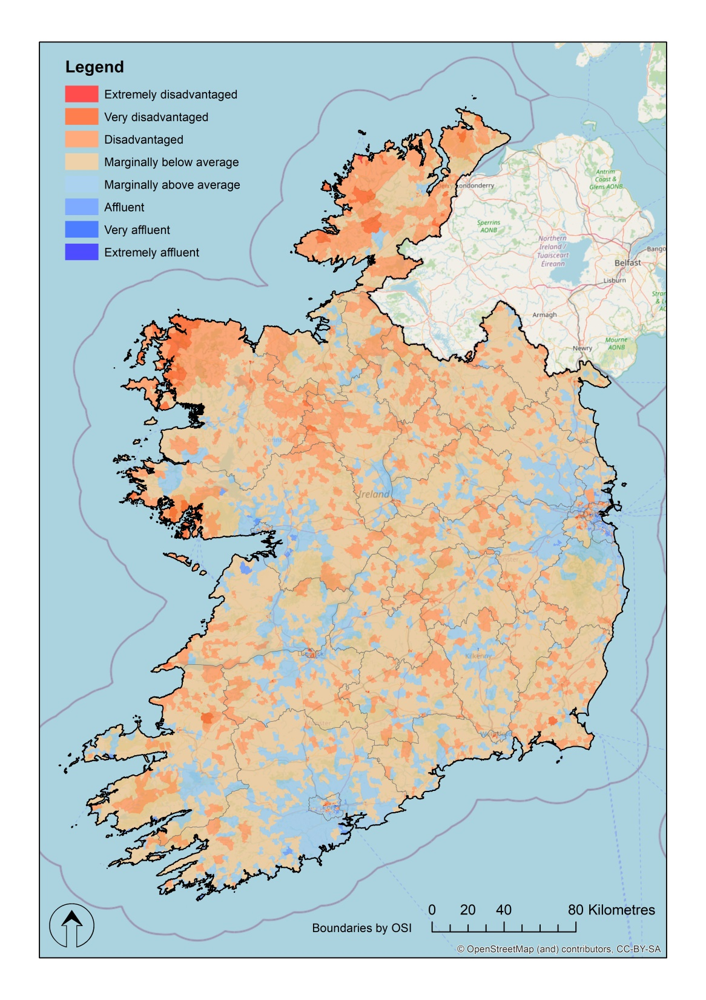 Legend
Extremely disadvantaged
Very disadvantaged
Disadvantaged
Marginally below average
Marginally above average
Affluent
Very affluent
Extremely affluent
Antrim
Coast &
Glens AONB
Londonderry
Sperrins
AONB
Northern
Ireland /
Tuaisceart
Éireann
Belfast
Lisburn
Armagh
Newry
Mourne
AONB
Ireland
Kilkenny
0 20 40 80 Kilometres
Boundaries by OSI
© OpenStreetMap (and) contributors, CC-BY-SA